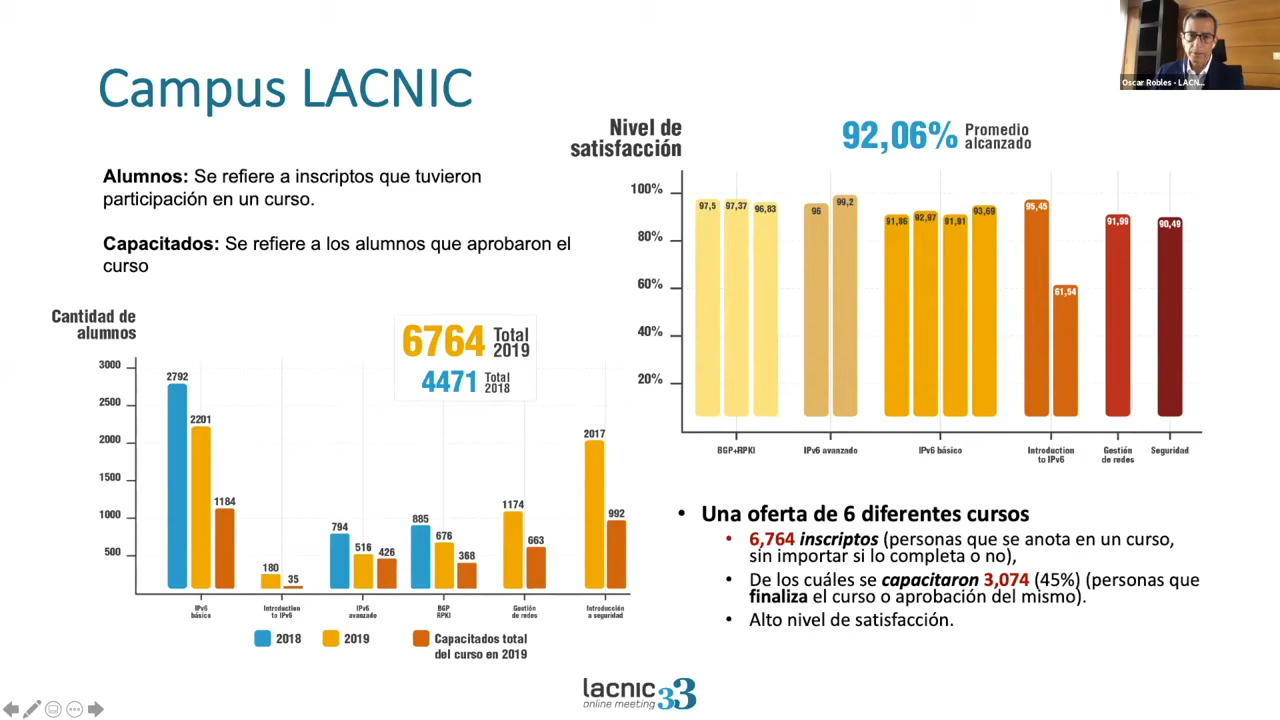 Campus LACNIC
Oscar Robles - LACN...
Alumnos: Se refiere a inscriptos que tuvieron
participación en un curso.
Capacitados: Se refiere a los alumnos que aprobaron el
curso
Cantidad de
alumnos
6764 Total
2019
4471 Total
2018
3000
2500
2000
1500
1000
500
2792
2201
1184
180
35
794
516
426
885
676
368
1174
663
2017
992
IPv6
básico
Introduction
to IPv6
IPv6
avanzado
BGP
RPKI
Gestión
de redes
Introducción
a seguridad
2018
2019
Capacitados total
del curso en 2019
Nivel de
satisfacción
92,06% Promedio
alcanzado
100%
80%
60%
40%
20%
97,5
97,37
96,83
96
99,2
91,86
92,97
91,91
93,69
95,45
61,54
91,99
90,49
BGP+RPKI
IPv6 avanzado
IPv6 básico
Introduction
to IPv6
Gestión
de redes
Seguridad
• Una oferta de 6 diferentes cursos
• 6,764 inscriptos (personas que se anota en un curso,
sin importar si lo completa o no),
• De los cuáles se capacitaron 3,074 (45%) (personas que
finaliza el curso o aprobación del mismo).
• Alto nivel de satisfacción.
lacnic 33
online meeting